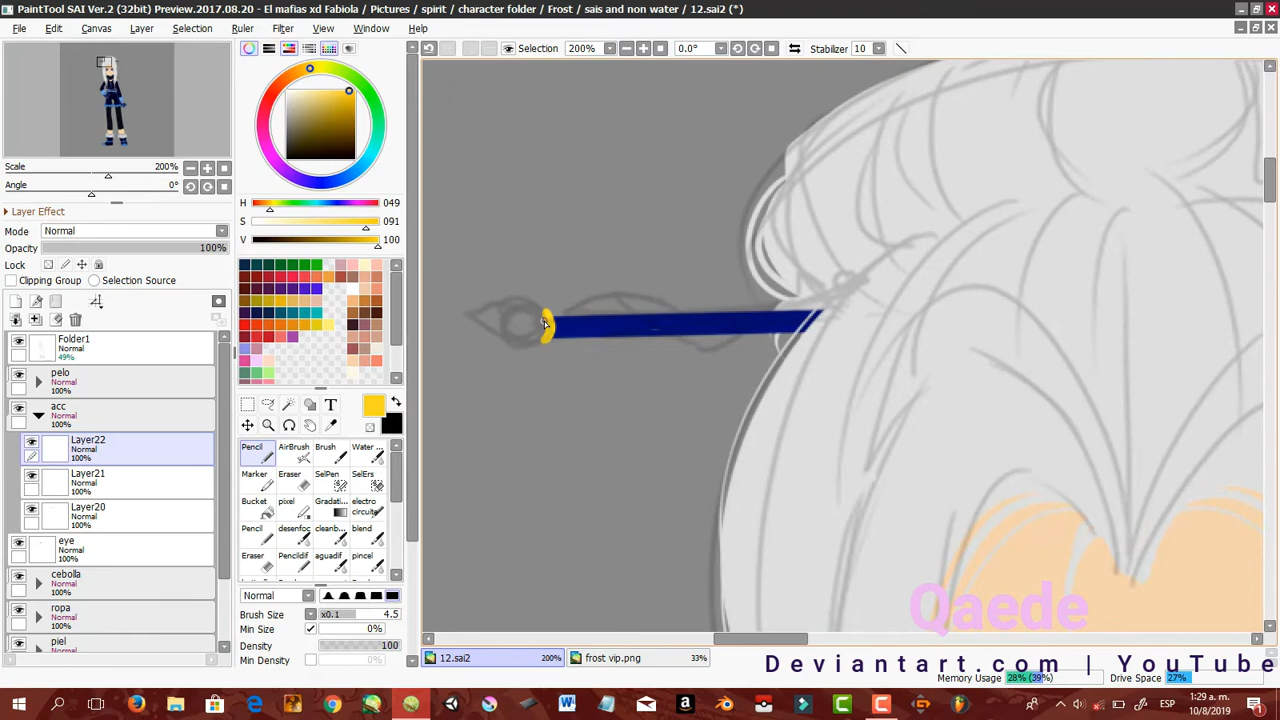 PaintTool SAI Ver.2 (32bit) Preview.2017.08.20 - El mafias xd Fabiola / Pictures / spirit / character folder / Frost / sais and non water / 12.sai2 (*)
File Edit Canvas Layer Selection Ruler Filter View Window Help
Selection 200% 0.0° Stabilizer 10
Scale 200%
Angle 0°
Layer Effect
Mode Normal
Opacity 100%
Lock
Clipping Group Selection Source
Folder1
Normal
49%
pelo
Normal
100%
acc
Normal
100%
Layer22
Normal
100%
Layer21
Normal
100%
Layer20
Normal
100%
eye
Normal
100%
cebolla
Normal
100%
ropa
Normal
100%
piel
Normal
H 049
S 091
V 100
T
Pencil AirBrush Brush Water ...
Marker Eraser SelPen SelErs
Bucket pixel Gradati... electro
circuite
Pencil desenfoc cleanb... blend
Eraser Pencildif aguadif pincel
Normal
Brush Size x0.1 4.5
Min Size 0%
Density 100
Min Density 0%
Qaede
12.sai2 200% frost vip.png 33%
Deviantart.com | YouTube
Memory Usage 28% (39%) Drive Space 27%
ESP 1:29 a. m.
10/8/2019